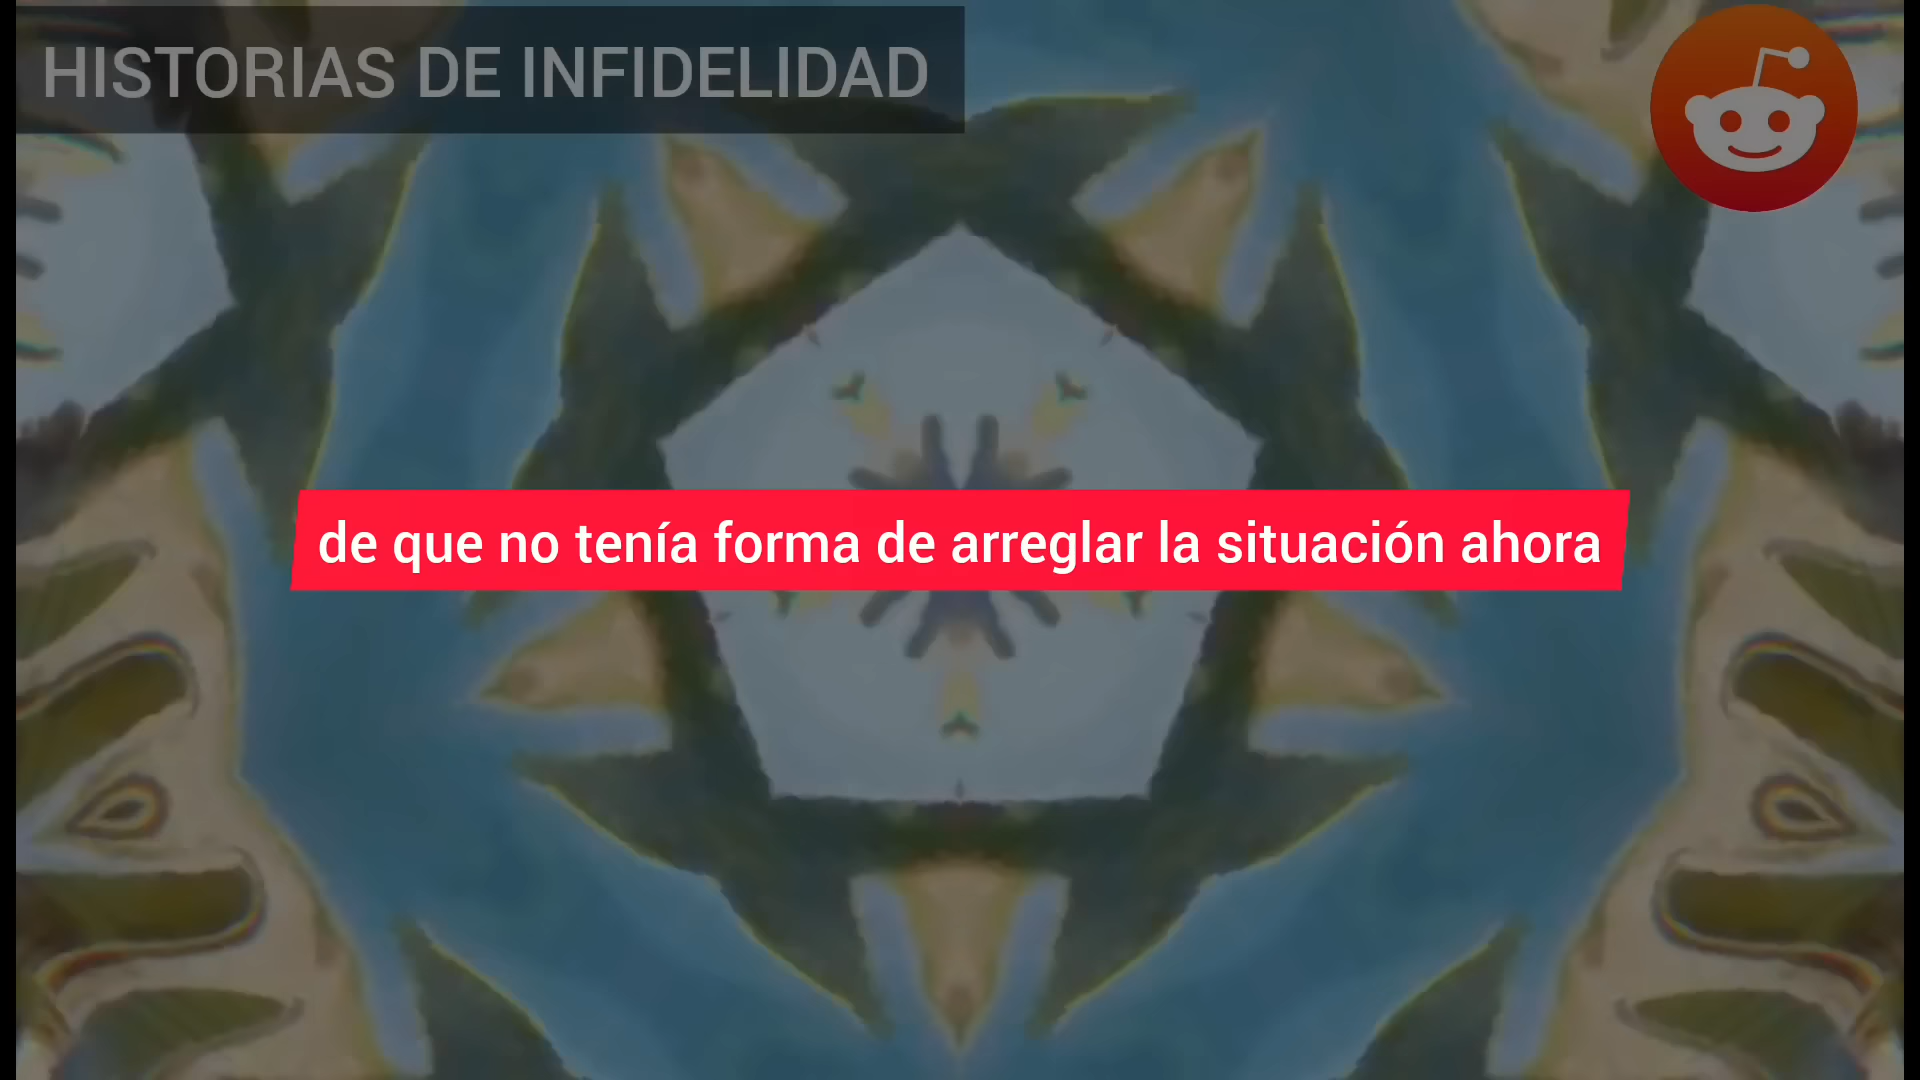 HISTORIAS DE INFIDELIDAD
de que no tenía forma de arreglar la situación ahora